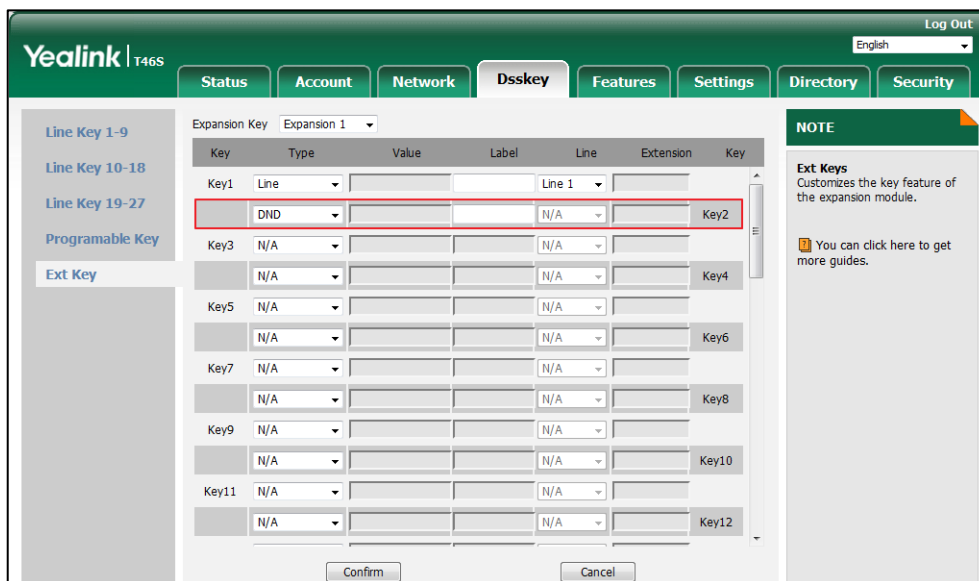 Log Out
Yealink T46S
English
Status Account Network Dsskey Features Settings Directory Security
Line Key 1-9
Line Key 10-18
Line Key 19-27
Programable Key
Ext Key
Expansion Key Expansion 1
Key Type Value Label Line Extension Key
Key1 Line Line 1
DND N/A Key2
Key3 N/A N/A
N/A N/A Key4
Key5 N/A N/A
N/A N/A Key6
Key7 N/A N/A
N/A N/A Key8
Key9 N/A N/A
N/A N/A Key10
Key11 N/A N/A
N/A N/A Key12
Confirm Cancel
NOTE
Ext Keys
Customizes the key feature of
the expansion module.
You can click here to get
more guides.